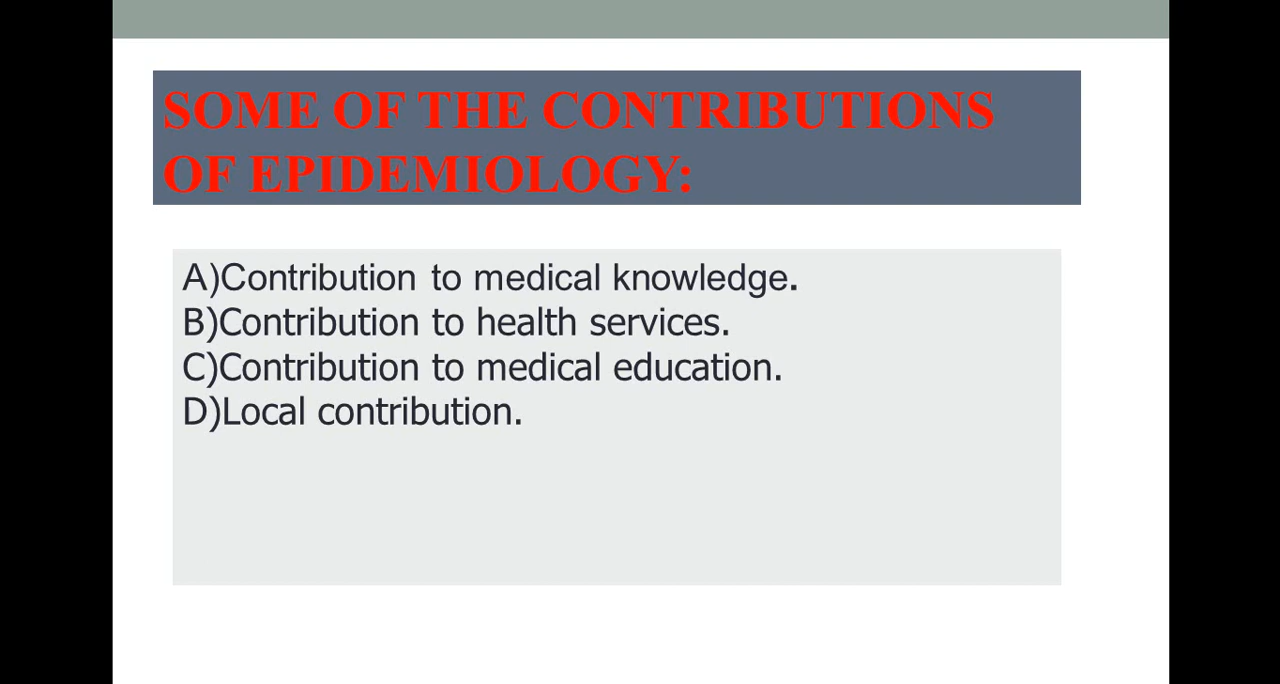 SOME OF THE CONTRIBUTIONS
OF EPIDEMIOLOGY:
A)Contribution to medical knowledge.
B)Contribution to health services.
C)Contribution to medical education.
D)Local contribution.